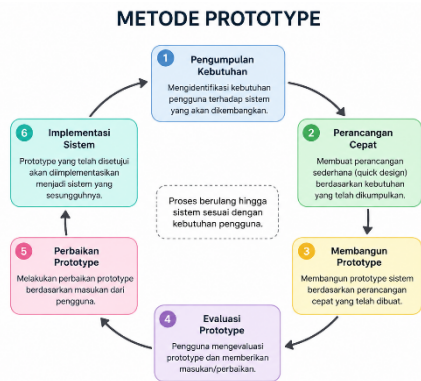 METODE PROTOTYPE
1
Pengumpulan
Kebutuhan
Mengidentifikasi kebutuhan
pengguna terhadap sistem
yang akan dikembangkan.
2
Perancangan
Cepat
Membuat perancangan
sederhana (quick design)
berdasarkan kebutuhan
yang telah dikumpulkan.
3
Membangun
Prototype
Membangun prototype sistem
berdasarkan perancangan
cepat yang telah dibuat.
4
Evaluasi
Prototype
Pengguna mengevaluasi
prototype dan memberikan
masukan/perbaikan.
5
Perbaikan
Prototype
Melakukan perbaikan prototype
berdasarkan masukan dari
pengguna.
6
Implementasi
Sistem
Prototype yang telah disetujui
akan diimplementasikan
menjadi sistem yang
sesungguhnya.
Proses berulang hingga
sistem sesuai dengan
kebutuhan pengguna.